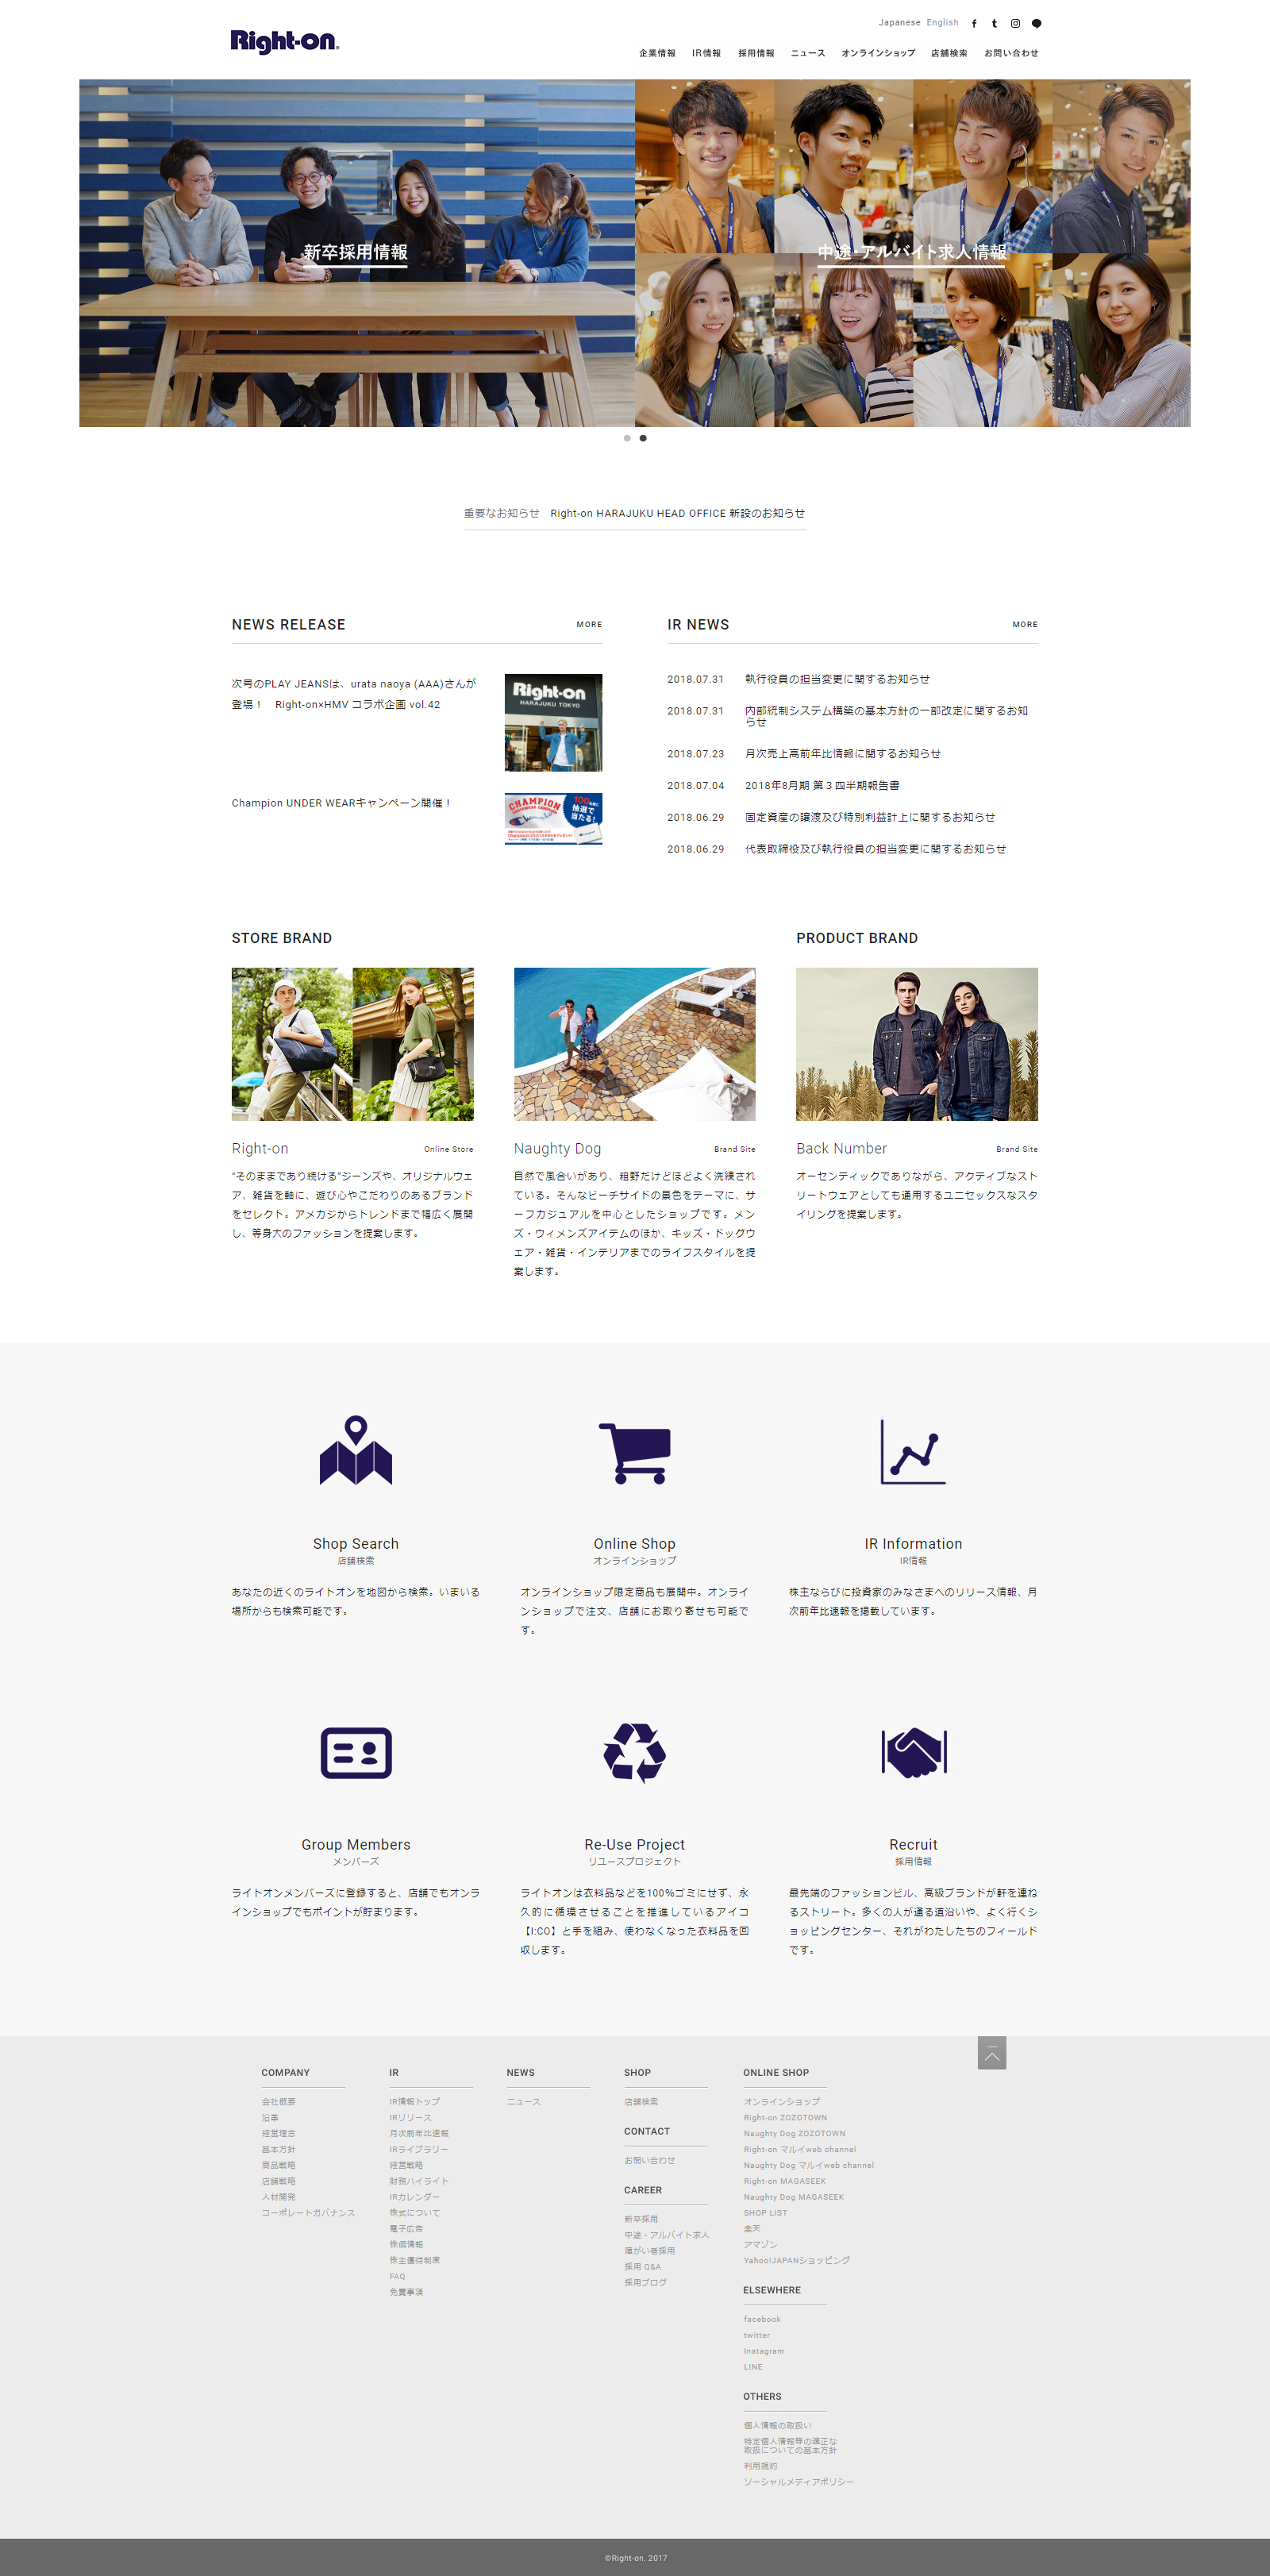 Right-on
Japanese English
企業情報 IR情報 採用情報 ニュース オンラインショップ 店舗検索 お問い合わせ
新卒採用情報
中途・アルバイト求人情報
重要なお知らせ Right-on HARAJUKU HEAD OFFICE 新設のお知らせ
NEWS RELEASE MORE
次号のPLAY JEANSは、urata naoya (AAA)さんが
登場! Right-on×HMV コラボ企画 vol.42
Right-on
HARAJUKU TOKYO
Champion UNDER WEARキャンペーン開催!
CHAMPION
抽選で
当たる!
IR NEWS MORE
2018.07.31 執行役員の担当変更に関するお知らせ
2018.07.31 内部統制システム構築の基本方針の一部改定に関するお知
らせ
2018.07.23 月次売上高前年比情報に関するお知らせ
2018.07.04 2018年8月期 第3四半期報告書
2018.06.29 固定資産の譲渡及び特別利益計上に関するお知らせ
2018.06.29 代表取締役及び執行役員の担当変更に関するお知らせ
STORE BRAND
PRODUCT BRAND
Right-on Online Store
“そのままであり続ける”ジーンズや、オリジナルウェ
ア、雑貨を軸に、遊び心やこだわりのあるブランド
をセレクト。アメカジからトレンドまで幅広く展開
し、等身大のファッションを提案します。
Naughty Dog Brand Site
自然で風合いがあり、粗野だけどほどよく洗練され
ている。そんなビーチサイドの景色をテーマに、サ
ーフカジュアルを中心としたショップです。メン
ズ・ウィメンズアイテムのほか、キッズ・ドッグウ
ェア・雑貨・インテリアまでのライフスタイルを提
案します。
Back Number Brand Site
オーセンティックでありながら、アクティブなスト
リートウェアとしても通用するユニセックスなスタ
イリングを提案します。
Shop Search
店舗検索
あなたの近くのライトオンを地図から検索。いまいる
場所からも検索可能です。
Online Shop
オンラインショップ
オンラインショップ限定商品も展開中。オンライ
ンショップで注文、店舗にお取り寄せも可能で
す。
IR Information
IR情報
株主ならびに投資家のみなさまへのリリース情報、月
次前年比速報を掲載しています。
Group Members
メンバーズ
ライトオンメンバーズに登録すると、店舗でもオンラ
インショップでもポイントが貯まります。
Re-Use Project
リユースプロジェクト
ライトオンは衣料品などを100%ゴミにせず、永
久的に循環させることを推進しているアイコ
【I:CO】と手を組み、使わなくなった衣料品を回
収します。
Recruit
採用情報
最先端のファッションビル、高級ブランドが軒を連ね
るストリート。多くの人が通る道沿いや、よく行くシ
ョッピングセンター、それがわたしたちのフィールド
です。
COMPANY
会社概要
沿革
経営理念
基本方針
商品戦略
店舗戦略
人材開発
コーポレートガバナンス
IR
IR情報トップ
IRリリース
月次前年比速報
IRライブラリー
経営戦略
財務ハイライト
IRカレンダー
株式について
電子広告
株価情報
株主優待制度
FAQ
免責事項
NEWS
ニュース
SHOP
店舗検索
CONTACT
お問い合わせ
CAREER
新卒採用
中途・アルバイト求人
障がい者採用
採用 Q&A
採用ブログ
ONLINE SHOP
オンラインショップ
Right-on ZOZOTOWN
Naughty Dog ZOZOTOWN
Right-on マルイweb channel
Naughty Dog マルイweb channel
Right-on MAGASEEK
Naughty Dog MAGASEEK
SHOP LIST
楽天
アマゾン
Yahoo!JAPANショッピング
ELSEWHERE
facebook
twitter
Instagram
LINE
OTHERS
個人情報の取扱い
特定個人情報等の適正な
取扱についての基本方針
利用規約
ソーシャルメディアポリシー
©Right-on. 2017